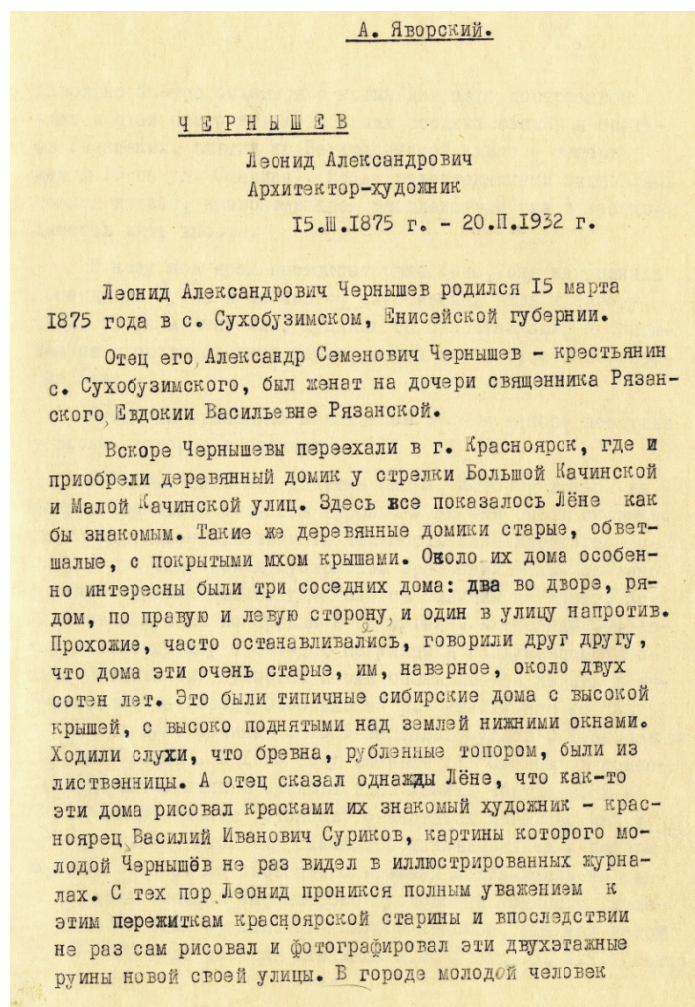 А. Яворский.
ЧЕРНЫШЕВ
Леонид Александрович
Архитектор-художник
15.III.1875 г. - 20.II.1932 г.
Леонид Александрович Чернышев родился 15 марта
1875 года в с. Сухобузимском, Енисейской губернии.
Отец его, Александр Семенович Чернышев - крестьянин
с. Сухобузимского, был женат на дочери священника Рязан-
ского, Евдокии Васильевне Рязанской.
Вскоре Чернышевы переехали в г. Красноярск, где и
приобрели деревянный домик у стрелки Большой Качинской
и Малой Качинской улиц. Здесь все показалось Лёне как
бы знакомым. Такие же деревянные домики старые, обвет-
шалые, с покрытыми мхом крышами. Около их дома особен-
но интересны были три соседних дома: два во дворе, ря-
дом, по правую и левую сторону, и один в улицу напротив.
Прохожие, часто останавливались, говорили друг другу,
что дома эти очень старые, им, наверное, около двух
сотен лет. Это были типичные сибирские дома с высокой
крышей, с высоко поднятыми над землей нижними окнами.
Ходили слухи, что бревна, рубленные топором, были из
лиственницы. А отец сказал однажды Лёне, что как-то
эти дома рисовал красками их знакомый художник - крас-
ноярец, Василий Иванович Суриков, картины которого мо-
лодой Чернышёв не раз видел в иллюстрированных журна-
лах. С тех пор Леонид проникся полным уважением к
этим пережиткам красноярской старины и впоследствии
не раз сам рисовал и фотографировал эти двухэтажные
руины новой своей улицы. В городе молодой человек